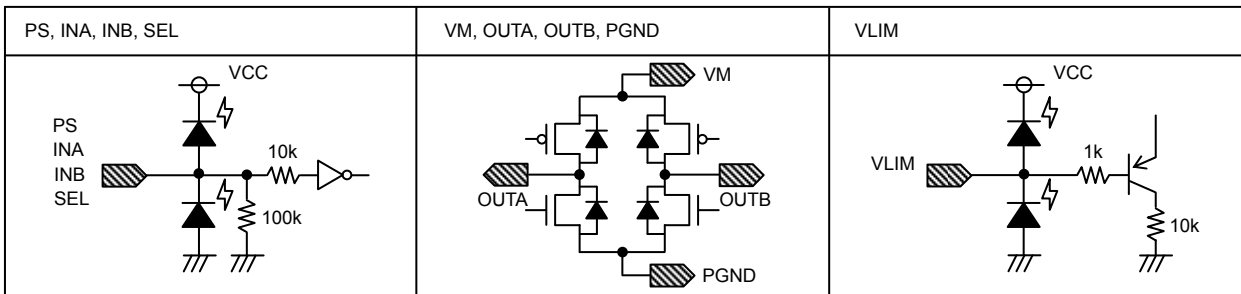 PS, INA, INB, SEL
VM, OUTA, OUTB, PGND
VLIM
VCC
PS
INA
INB
SEL
10k
100k
VM
OUTA
OUTB
PGND
VCC
VLIM
1k
10k